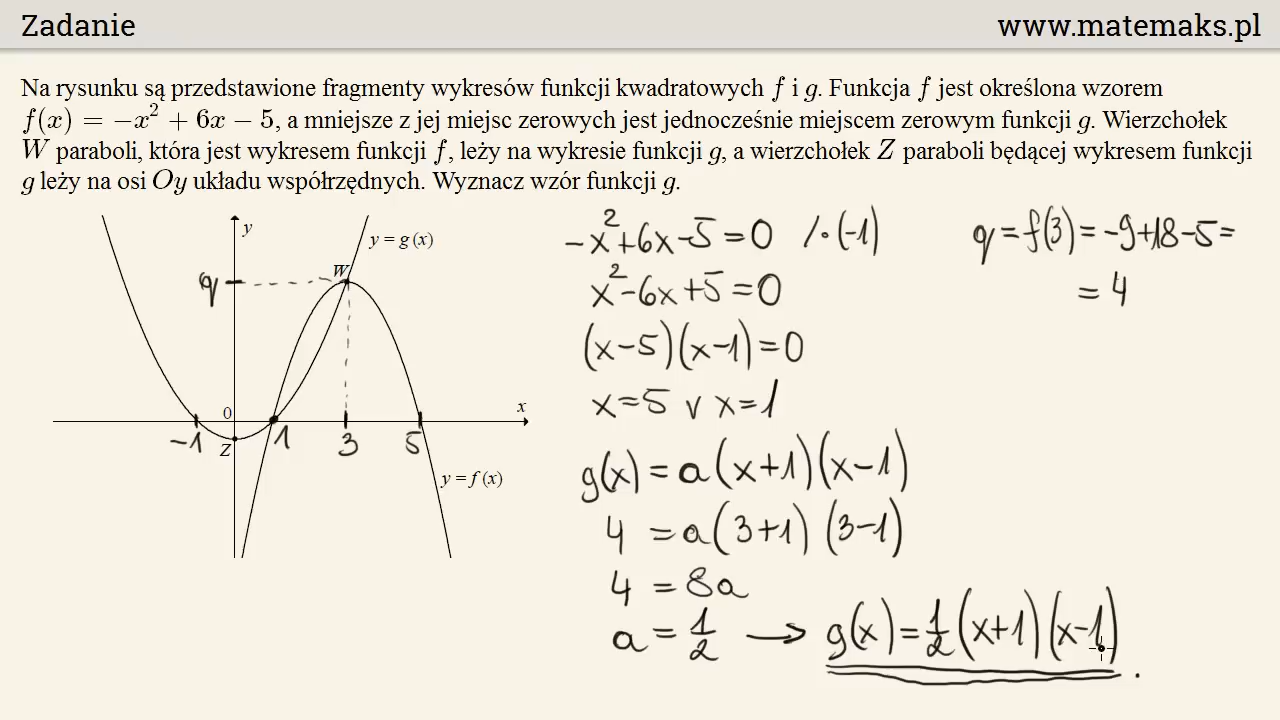 Zadanie
www.matemaks.pl
Na rysunku są przedstawione fragmenty wykresów funkcji kwadratowych f i g. Funkcja f jest określona wzorem
f(x) = −x² + 6x − 5, a mniejsze z jej miejsc zerowych jest jednocześnie miejscem zerowym funkcji g. Wierzchołek
W paraboli, która jest wykresem funkcji f, leży na wykresie funkcji g, a wierzchołek Z paraboli będącej wykresem funkcji
g leży na osi Oy układu współrzędnych. Wyznacz wzór funkcji g.
y
y = g (x)
W
q
0
x
-1
Z
1
3
5
y = f (x)
-x²+6x-5=0 /·(-1)
x²-6x+5=0
(x-5)(x-1)=0
x=5 v x=1
g(x) = a(x+1)(x-1)
4 = a(3+1)(3-1)
4 = 8a
a = 1/2 → g(x) = 1/2 (x+1)(x-1).
q = f(3) = -9+18-5=
= 4